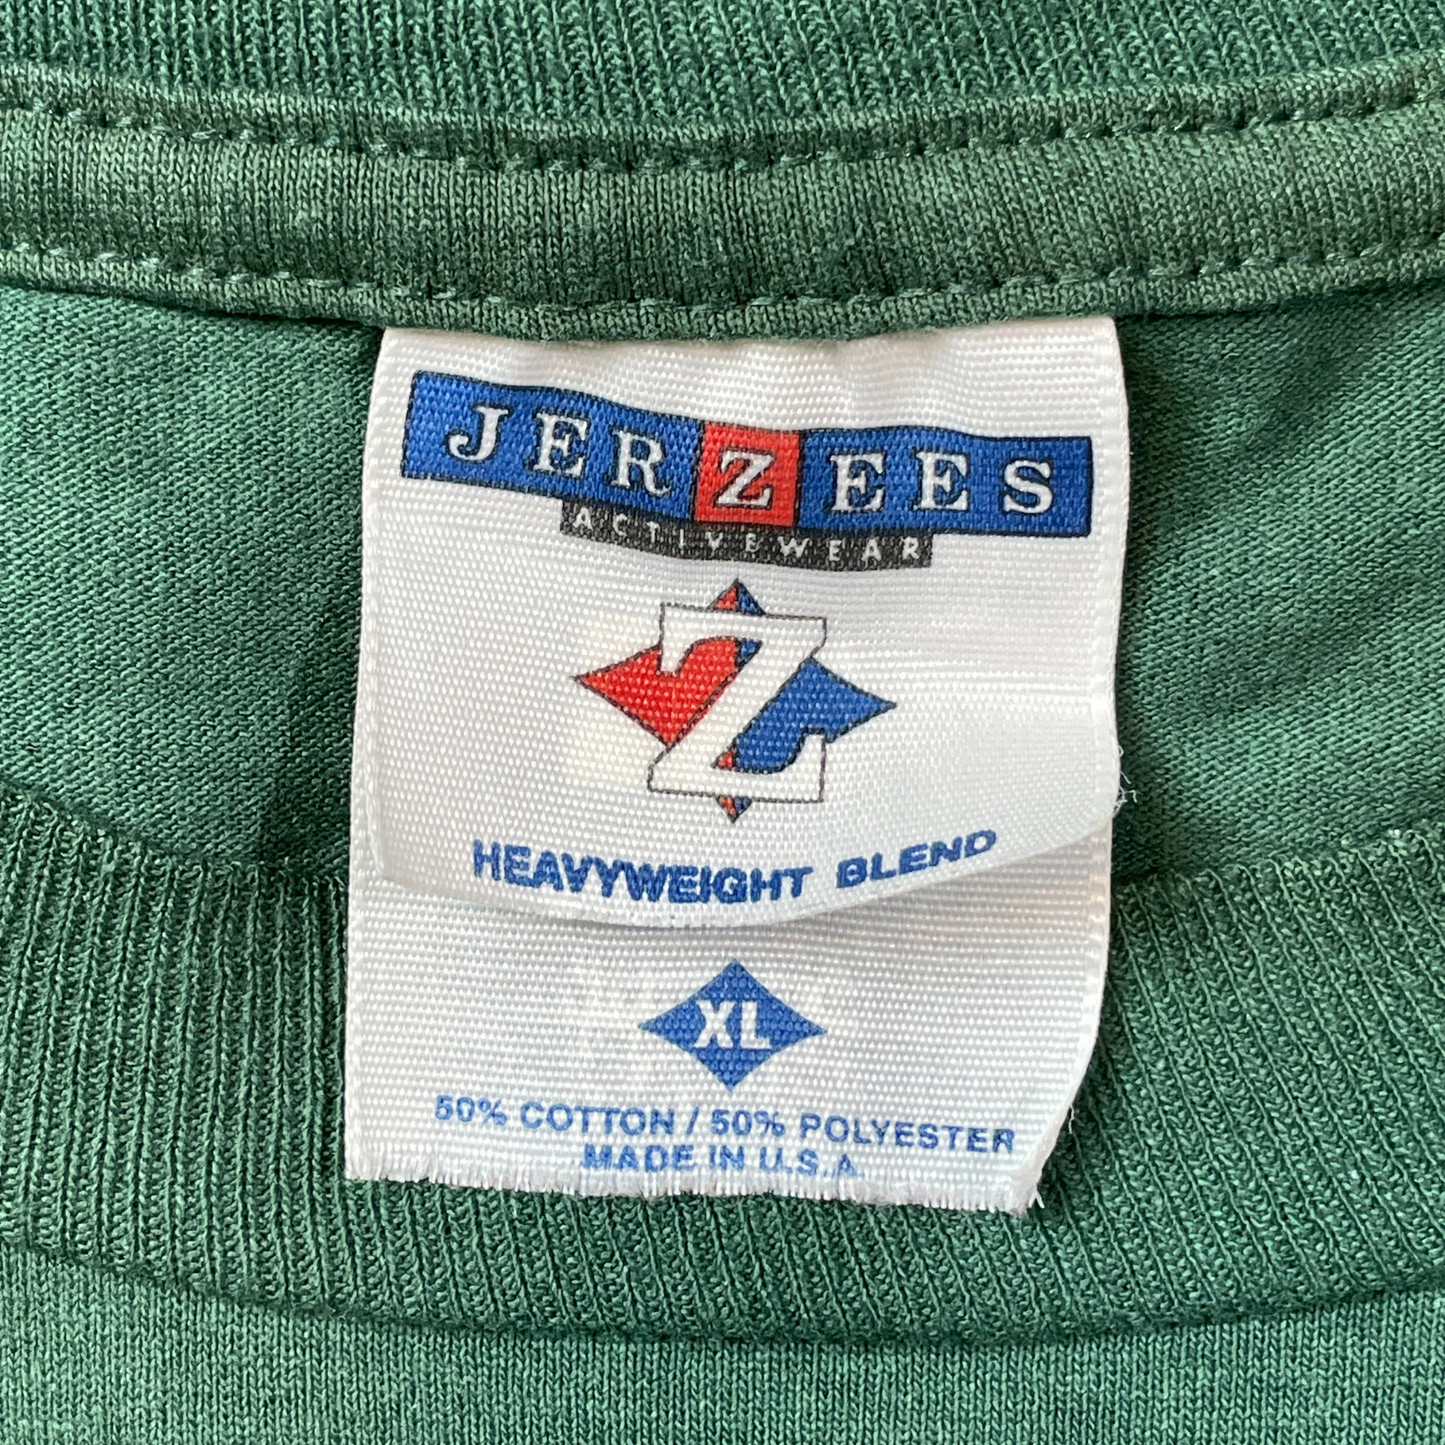 JERZEES
ACTIVEWEAR
Z
HEAVYWEIGHT BLEND
XL
50% COTTON / 50% POLYESTER
MADE IN U.S.A.